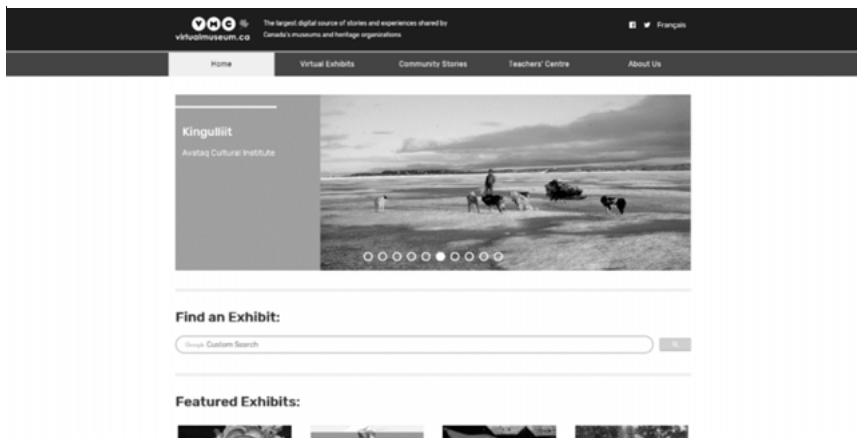 VMC
virtualmuseum.ca
The largest digital source of stories and experiences shared by
Canada's museums and heritage organizations
Français
Home
Virtual Exhibits
Community Stories
Teachers' Centre
About Us
Kingulliit
Avataq Cultural Institute
Find an Exhibit:
Google Custom Search
Featured Exhibits: